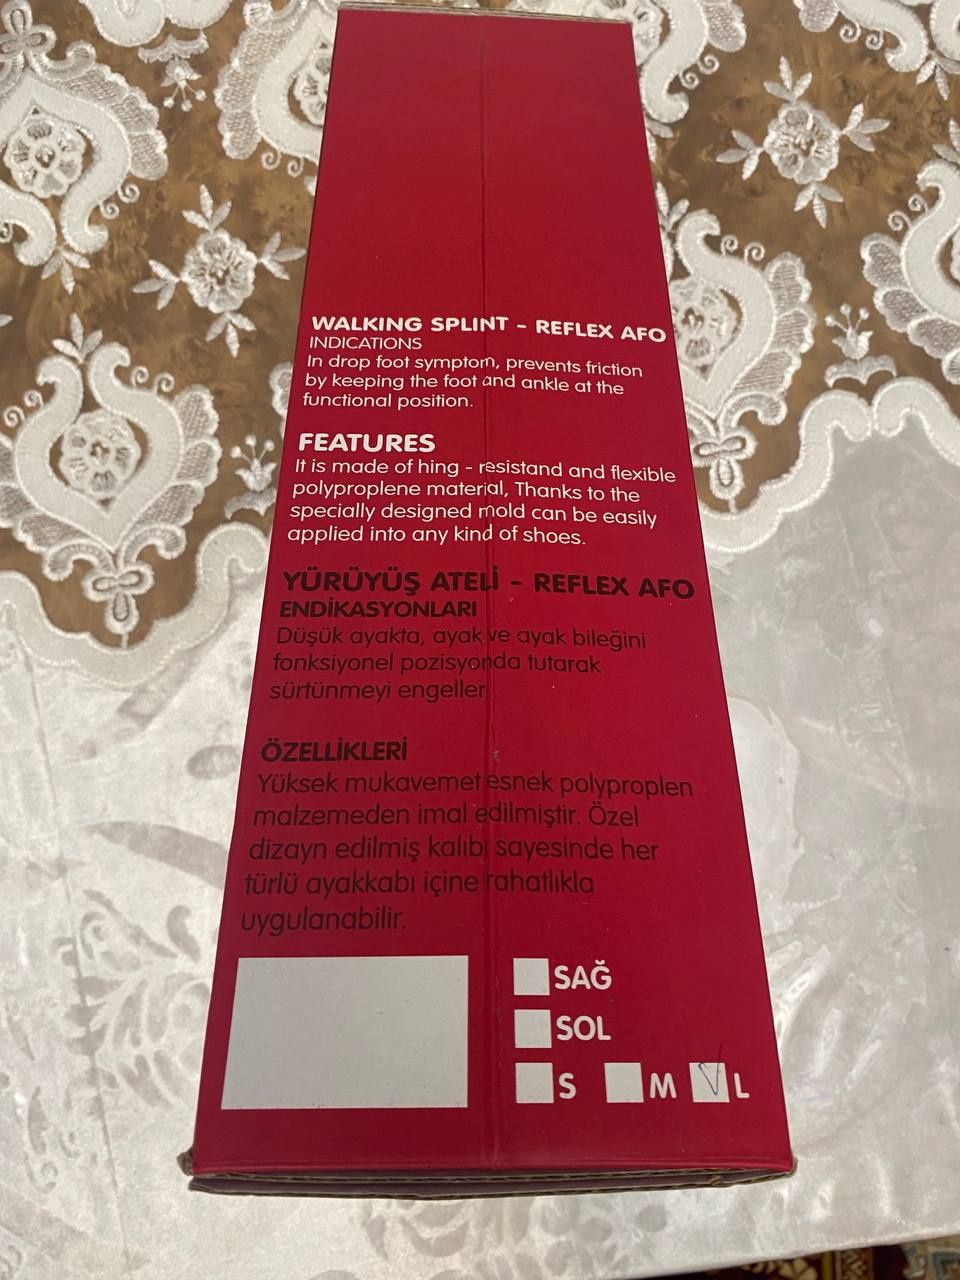 WALKING SPLINT - REFLEX AFO
INDICATIONS
In drop foot symptom, prevents friction
by keeping the foot and ankle at the
functional position.
FEATURES
It is made of hing - resistand and flexible
polyproplene material, Thanks to the
specially designed mold can be easily
applied into any kind of shoes.
YÜRÜYÜŞ ATELİ - REFLEX AFO
ENDİKASYONLARI
Düşük ayakta, ayak ve ayak bileğini
fonksiyonel pozisyonda tutarak
sürtünmeyi engeller.
ÖZELLİKLERİ
Yüksek mukavemet esnek polyproplen
malzemeden imal edilmiştir. Özel
dizayn edilmiş kalıbı sayesinde her
türlü ayakkabı içine rahatlıkla
uygulanabilir.
SAĞ
SOL
S M L